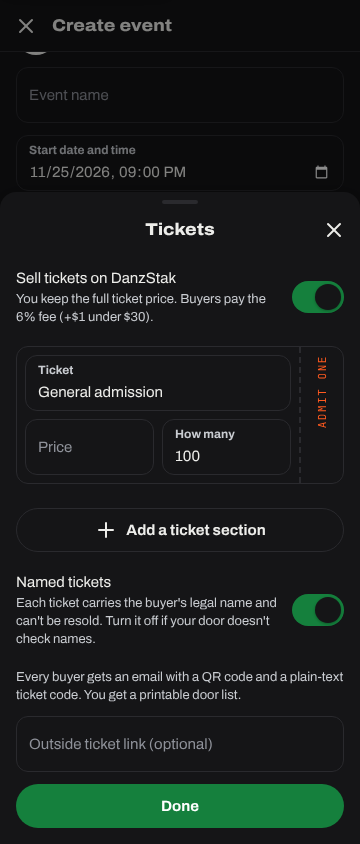 Create event
Event name
Start date and time
11/25/2026, 09:00 PM
Tickets
Sell tickets on DanzStak
You keep the full ticket price. Buyers pay the
6% fee (+$1 under $30).
Ticket
General admission
ADMIT ONE
Price
How many
100
Add a ticket section
Named tickets
Each ticket carries the buyer's legal name and
can't be resold. Turn it off if your door doesn't
check names.
Every buyer gets an email with a QR code and a plain-text
ticket code. You get a printable door list.
Outside ticket link (optional)
Done